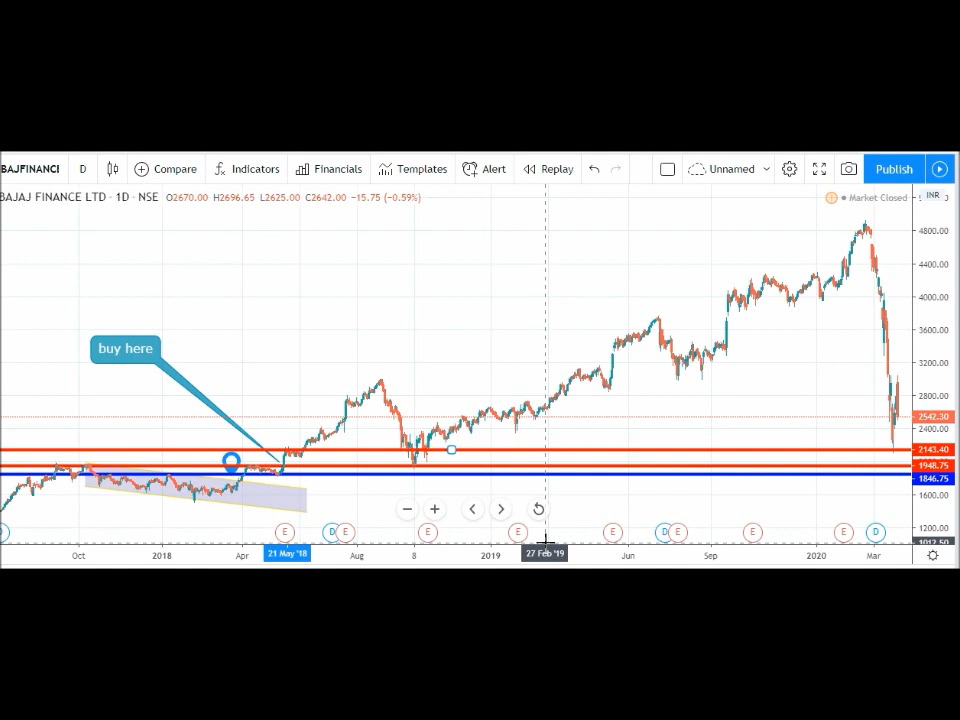 BAJFINANCI D Compare Indicators Financials Templates Alert Replay Unnamed Publish
BAJAJ FINANCE LTD · 1D · NSE O2670.00 H2696.65 L2625.00 C2642.00 −15.75 (−0.59%) Market Closed INR
4800.00
4400.00
4000.00
3600.00
buy here
3200.00
2800.00
2542.30
2400.00
2143.40
1948.75
1846.75
1600.00
1200.00
E D E E E E D E E E D
1012.50
Oct 2018 Apr 21 May '18 Aug 8 2019 27 Feb '19 Jun Sep 2020 Mar